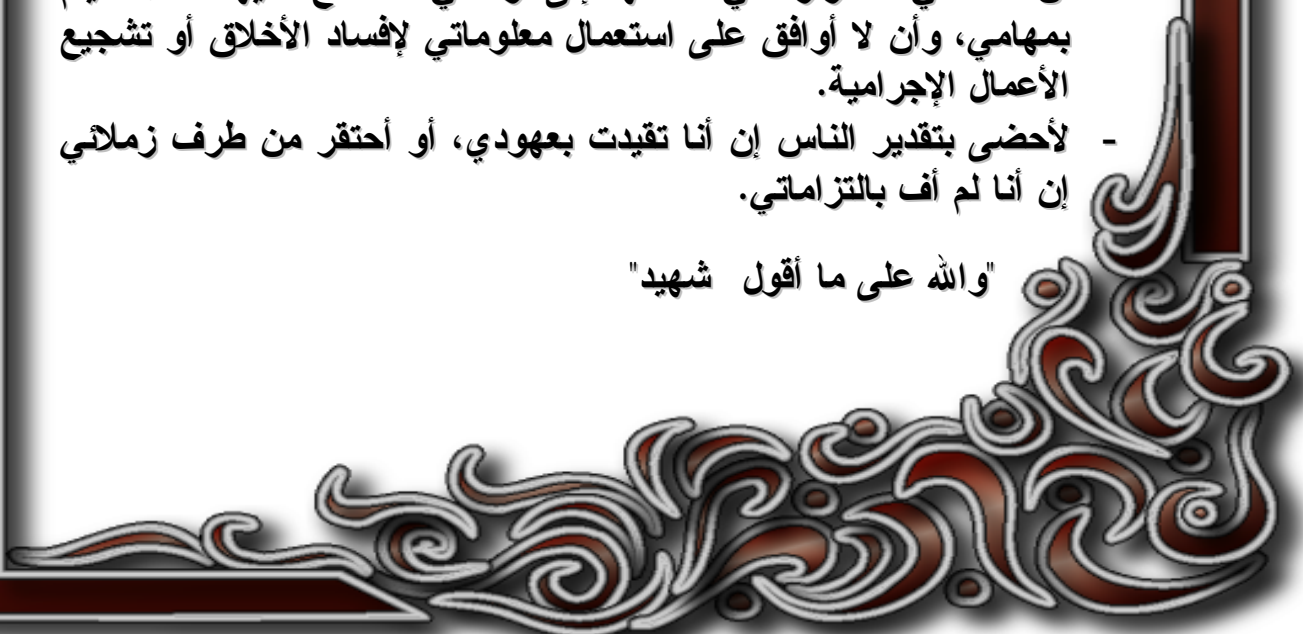 بمهامي، وأن لا أوافق على استعمال معلوماتي لإفساد الأخلاق أو تشجيع
الأعمال الإجرامية.
- لأحضى بتقدير الناس إن أنا تقيدت بعهودي، أو أحتقر من طرف زملائي
إن أنا لم أف بالتزاماتي.
"والله على ما أقول شهيد"